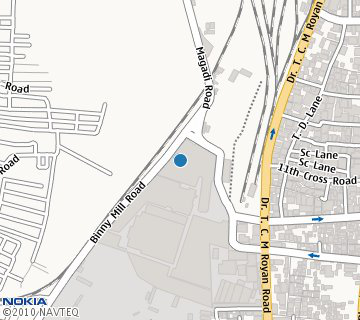 Dr. T. C. M Royan
Magadi Road
Road
T. D. Lane
Sc Lane
Sc Lane
11th Cross Road
Road
Binny Mill Road
Dr. T. C. M Royan Road
NOKIA
© 2010 NAVTEQ